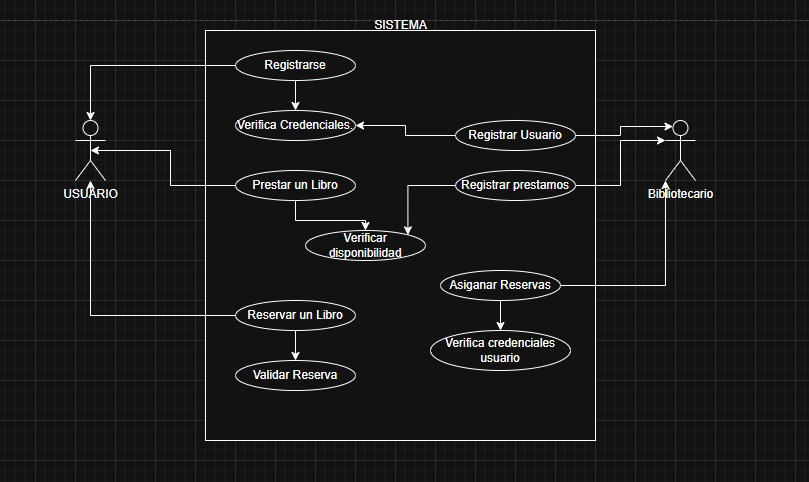 SISTEMA
Registrarse
Verifica Credenciales.
Registrar Usuario
USUARIO
Prestar un Libro
Registrar prestamos
Bibliotecario
Verificar
disponibilidad
Asiganar Reservas
Reservar un Libro
Verifica credenciales
usuario
Validar Reserva